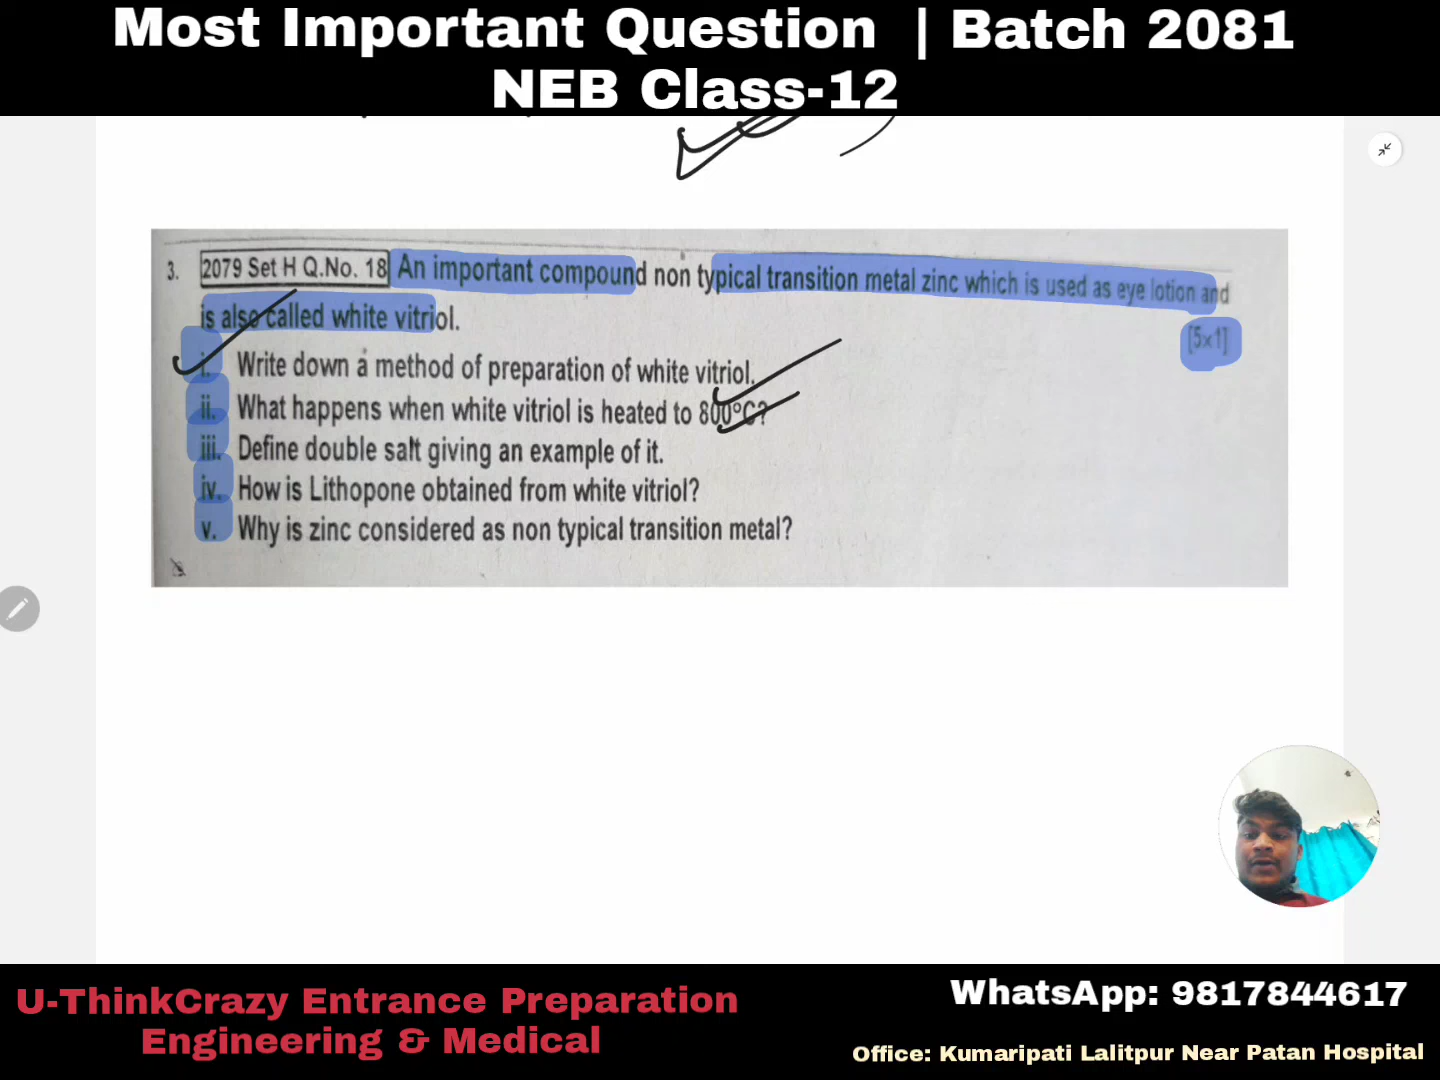 Most Important Question | Batch 2081
NEB Class-12
3. 2079 Set H Q.No. 18 An important compound non typical transition metal zinc which is used as eye lotion and
is also called white vitriol. [5×1]
i. Write down a method of preparation of white vitriol.
ii. What happens when white vitriol is heated to 800°C?
iii. Define double salt giving an example of it.
iv. How is Lithopone obtained from white vitriol?
v. Why is zinc considered as non typical transition metal?
U-ThinkCrazy Entrance Preparation
Engineering & Medical
WhatsApp: 9817844617
Office: Kumaripati Lalitpur Near Patan Hospital